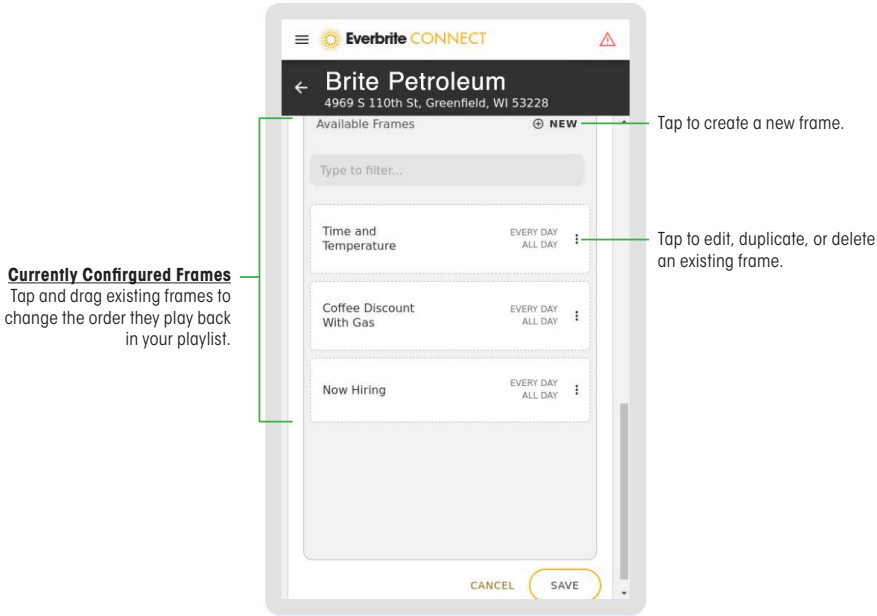 Everbrite CONNECT
Brite Petroleum
4969 S 110th St, Greenfield, WI 53228
Available Frames
NEW
Tap to create a new frame.
Type to filter...
Time and
Temperature
EVERY DAY
ALL DAY
Tap to edit, duplicate, or delete
an existing frame.
Currently Confirgured Frames
Tap and drag existing frames to
change the order they play back
in your playlist.
Coffee Discount
With Gas
EVERY DAY
ALL DAY
Now Hiring
EVERY DAY
ALL DAY
CANCEL
SAVE